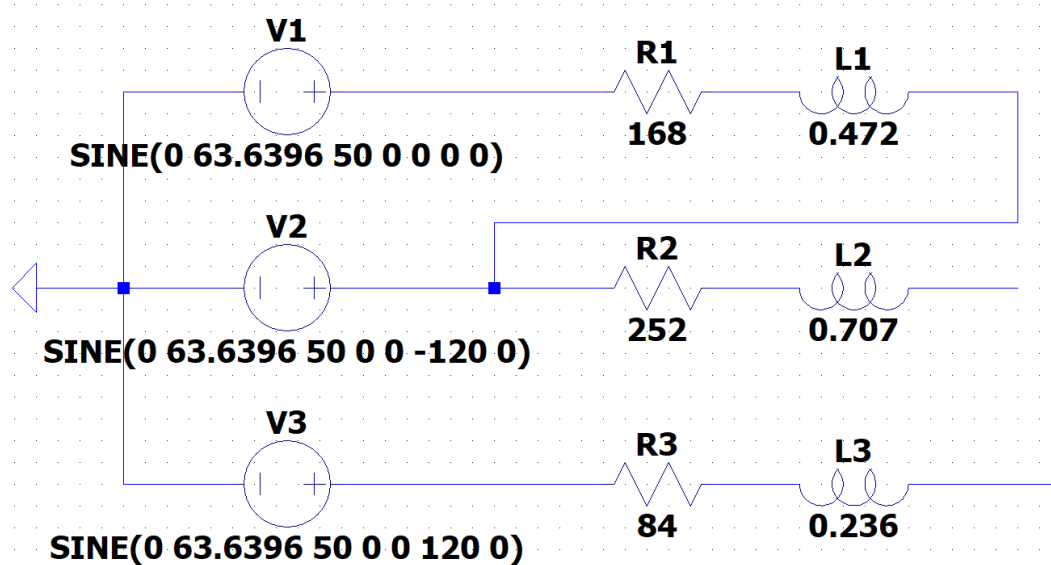 V1
R1
L1
168
0.472
SINE(0 63.6396 50 0 0 0 0)
V2
R2
L2
252
0.707
SINE(0 63.6396 50 0 0 -120 0)
V3
R3
L3
84
0.236
SINE(0 63.6396 50 0 0 120 0)